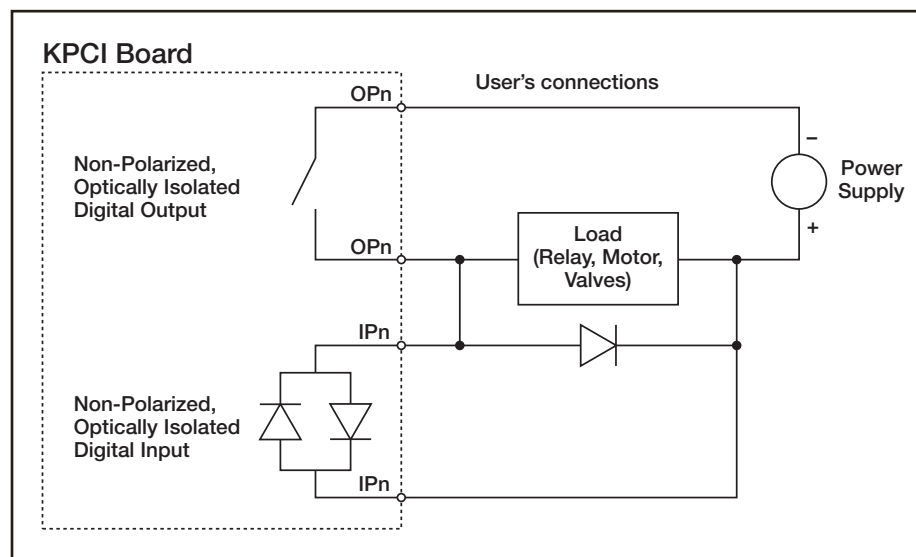 KPCI Board
OPn
User's connections
−
Non-Polarized,
Optically Isolated
Digital Output
Power
Supply
+
OPn
Load
(Relay, Motor,
Valves)
IPn
Non-Polarized,
Optically Isolated
Digital Input
IPn